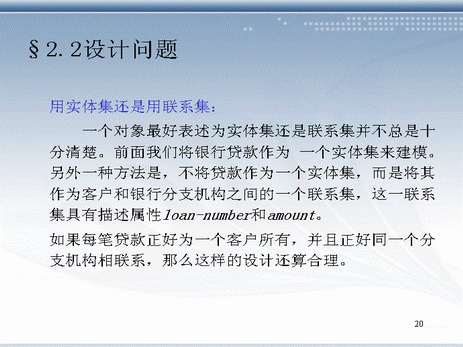 §2.2设计问题
用实体集还是用联系集：
一个对象最好表述为实体集还是联系集并不总是十
分清楚。前面我们将银行贷款作为 一个实体集来建模。
另外一种方法是，不将贷款作为一个实体集，而是将其
作为客户和银行分支机构之间的一个联系集，这一联系
集具有描述属性loan-number和amount。
如果每笔贷款正好为一个客户所有，并且正好同一个分
支机构相联系，那么这样的设计还算合理。
20